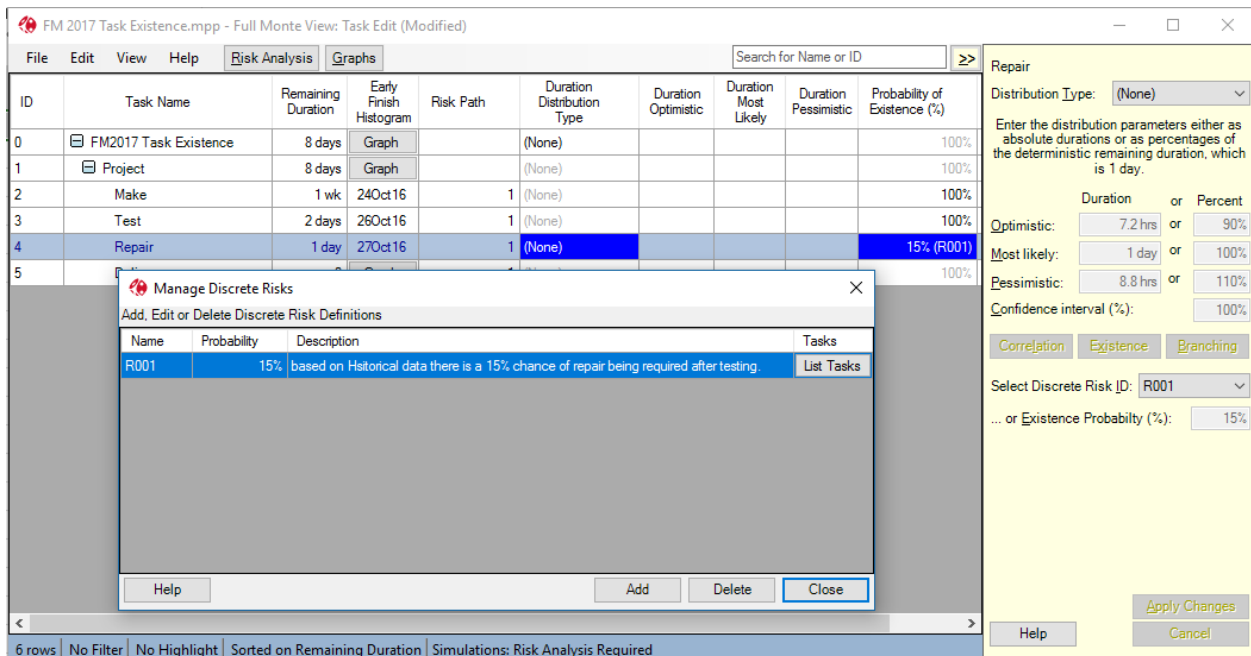 FM 2017 Task Existence.mpp - Full Monte View: Task Edit (Modified)
File Edit View Help Risk Analysis Graphs Search for Name or ID >>
ID Task Name Remaining Duration Early Finish Histogram Risk Path Duration Distribution Type Duration Optimistic Duration Most Likely Duration Pessimistic Probability of Existence (%)
0 FM2017 Task Existence 8 days Graph (None) 100%
1 Project 8 days Graph (None) 100%
2 Make 1 wk 24Oct16 1 (None) 100%
3 Test 2 days 26Oct16 1 (None) 100%
4 Repair 1 day 27Oct16 1 (None) 15% (R001)
5 100%
Manage Discrete Risks
Add, Edit or Delete Discrete Risk Definitions
Name Probability Description Tasks
R001 15% based on Hsitorical data there is a 15% chance of repair being required after testing. List Tasks
Help Add Delete Close
6 rows No Filter No Highlight Sorted on Remaining Duration Simulations: Risk Analysis Required
Repair
Distribution Type: (None)
Enter the distribution parameters either as
absolute durations or as percentages of
the deterministic remaining duration, which
is 1 day.
Duration or Percent
Optimistic: 7.2 hrs or 90%
Most likely: 1 day or 100%
Pessimistic: 8.8 hrs or 110%
Confidence interval (%): 100%
Correlation Existence Branching
Select Discrete Risk ID: R001
... or Existence Probabilty (%): 15%
Apply Changes
Help Cancel